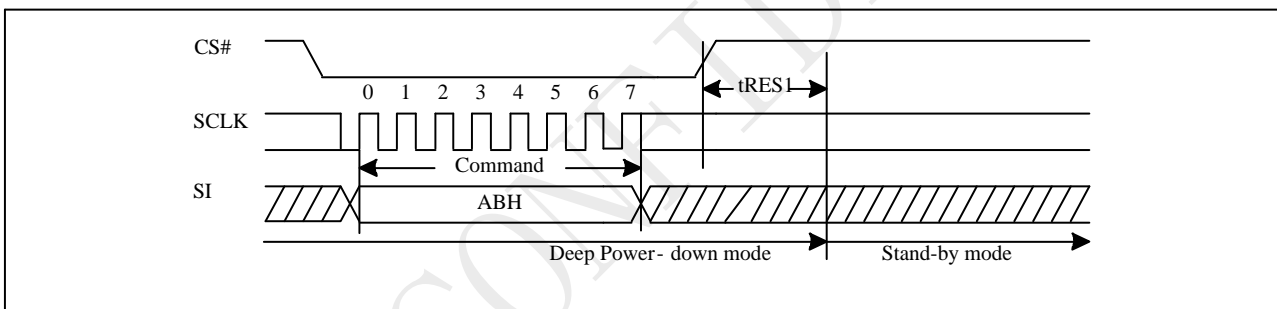 CS#
tRES1
0 1 2 3 4 5 6 7
SCLK
Command
SI
ABH
Deep Power- down mode
Stand-by mode